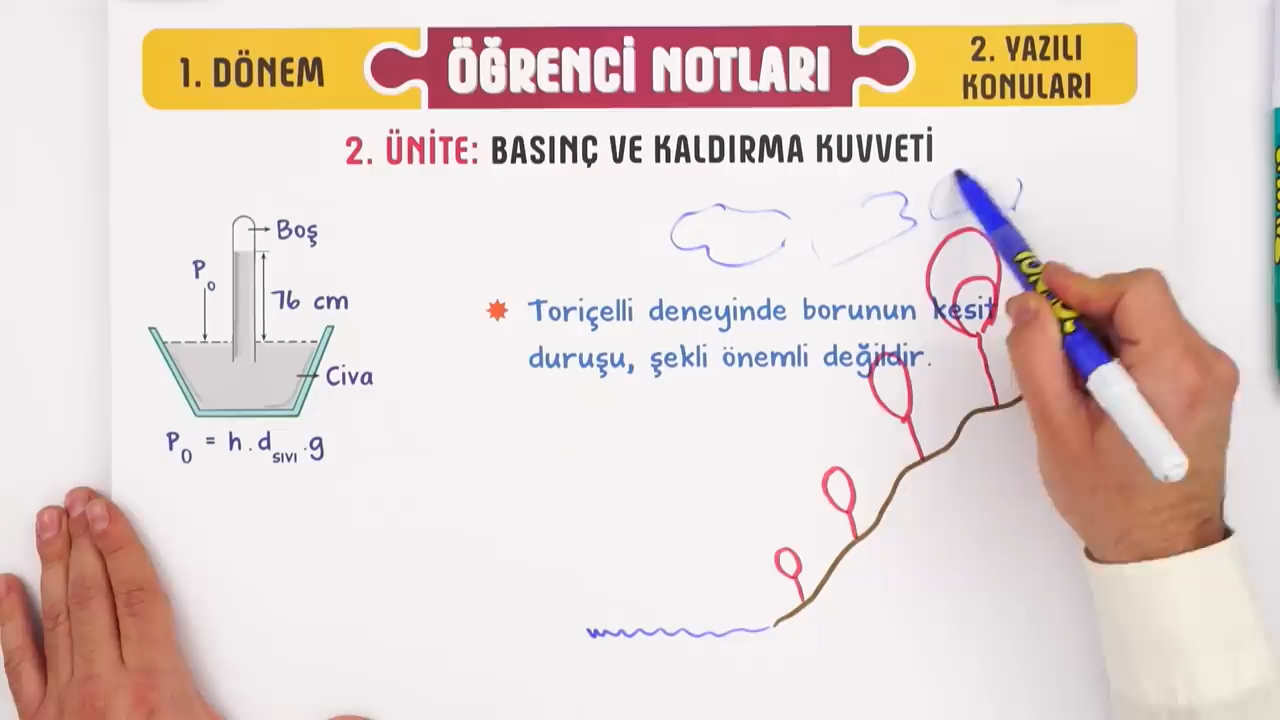 1. DÖNEM
ÖĞRENCİ NOTLARI
2. YAZILI
KONULARI
2. ÜNİTE: BASINÇ VE KALDIRMA KUVVETİ
Boş
P0
76 cm
Civa
P0 = h.dSIVI.g
Toriçelli deneyinde borunun kesit
duruşu, şekli önemli değildir.